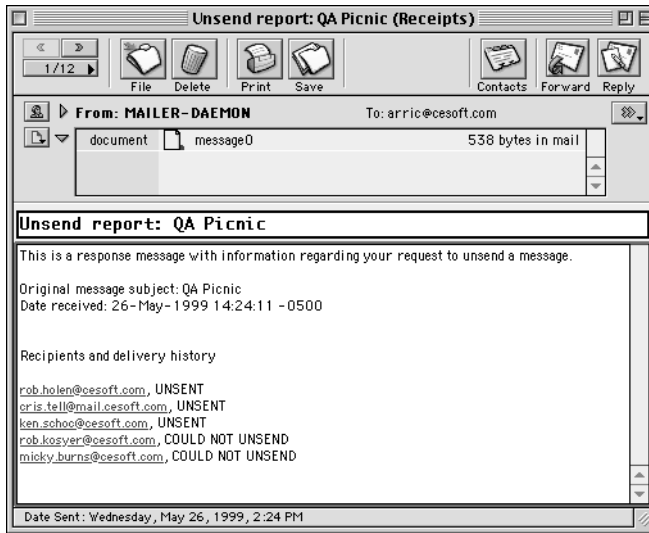 Unsend report: QA Picnic (Receipts)
1/12
File Delete Print Save Contacts Forward Reply
From: MAILER-DAEMON To: arric@cesoft.com
document message0 538 bytes in mail
Unsend report: QA Picnic
This is a response message with information regarding your request to unsend a message.
Original message subject: QA Picnic
Date received: 26-May-1999 14:24:11 -0500
Recipients and delivery history
rob.holen@cesoft.com, UNSENT
cris.tell@mail.cesoft.com, UNSENT
ken.schoc@cesoft.com, UNSENT
rob.kosyer@cesoft.com, COULD NOT UNSEND
micky.burns@cesoft.com, COULD NOT UNSEND
Date Sent: Wednesday, May 26, 1999, 2:24 PM